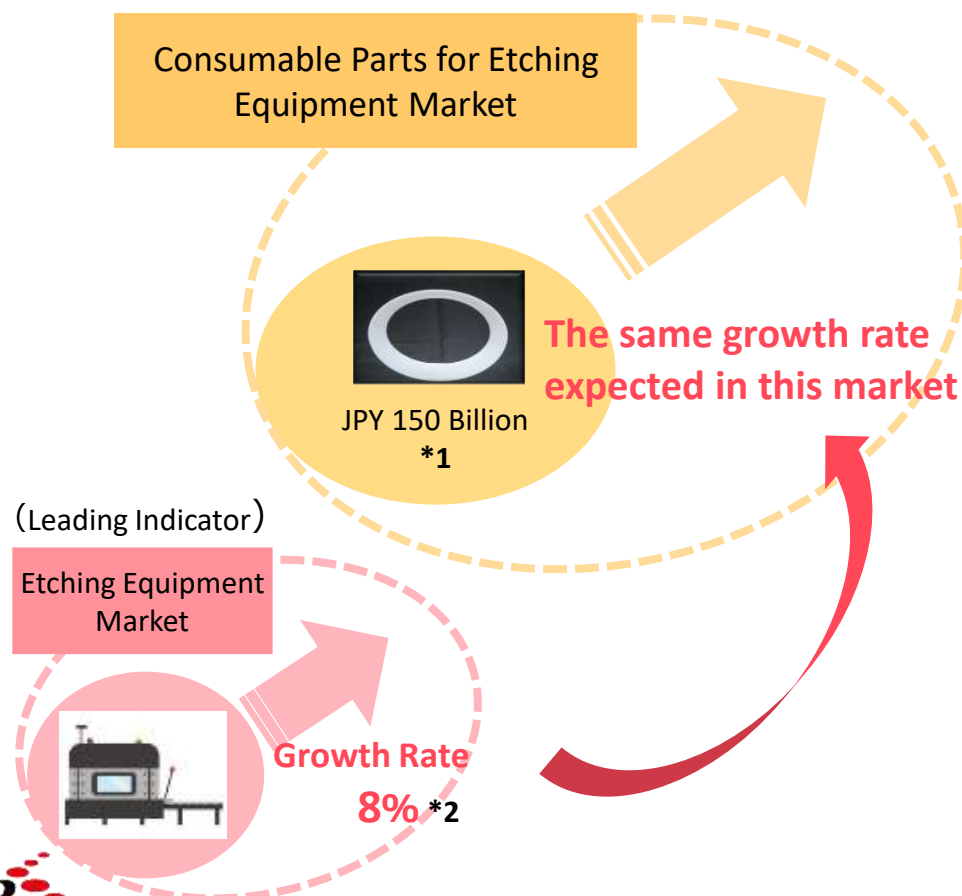 Consumable Parts for Etching
Equipment Market
The same growth rate
expected in this market
JPY 150 Billion
*1
（Leading Indicator）
Etching Equipment
Market
Growth Rate
8% *2